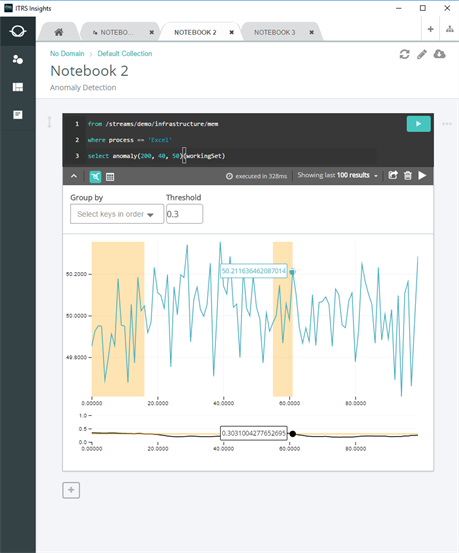 ITRS Insights
NOTEBO...
NOTEBOOK 2
NOTEBOOK 3
No Domain > Default Collection
Notebook 2
Anomaly Detection
1 from /streams/demo/infrastructure/mem
2 where process == "Excel"
3 select anomaly(200, 40, 50)(workingSet)
executed in 328ms
Showing last 100 results
Group by
Threshold
Select keys in order
0.3
50.211636462087014
50.2000
50.0000
49.8000
0.00000 20.0000 40.0000 60.0000 80.0000
1.0
0.5
0.0
0.3031004277652695
0.00000 20.0000 40.0000 60.0000 80.0000